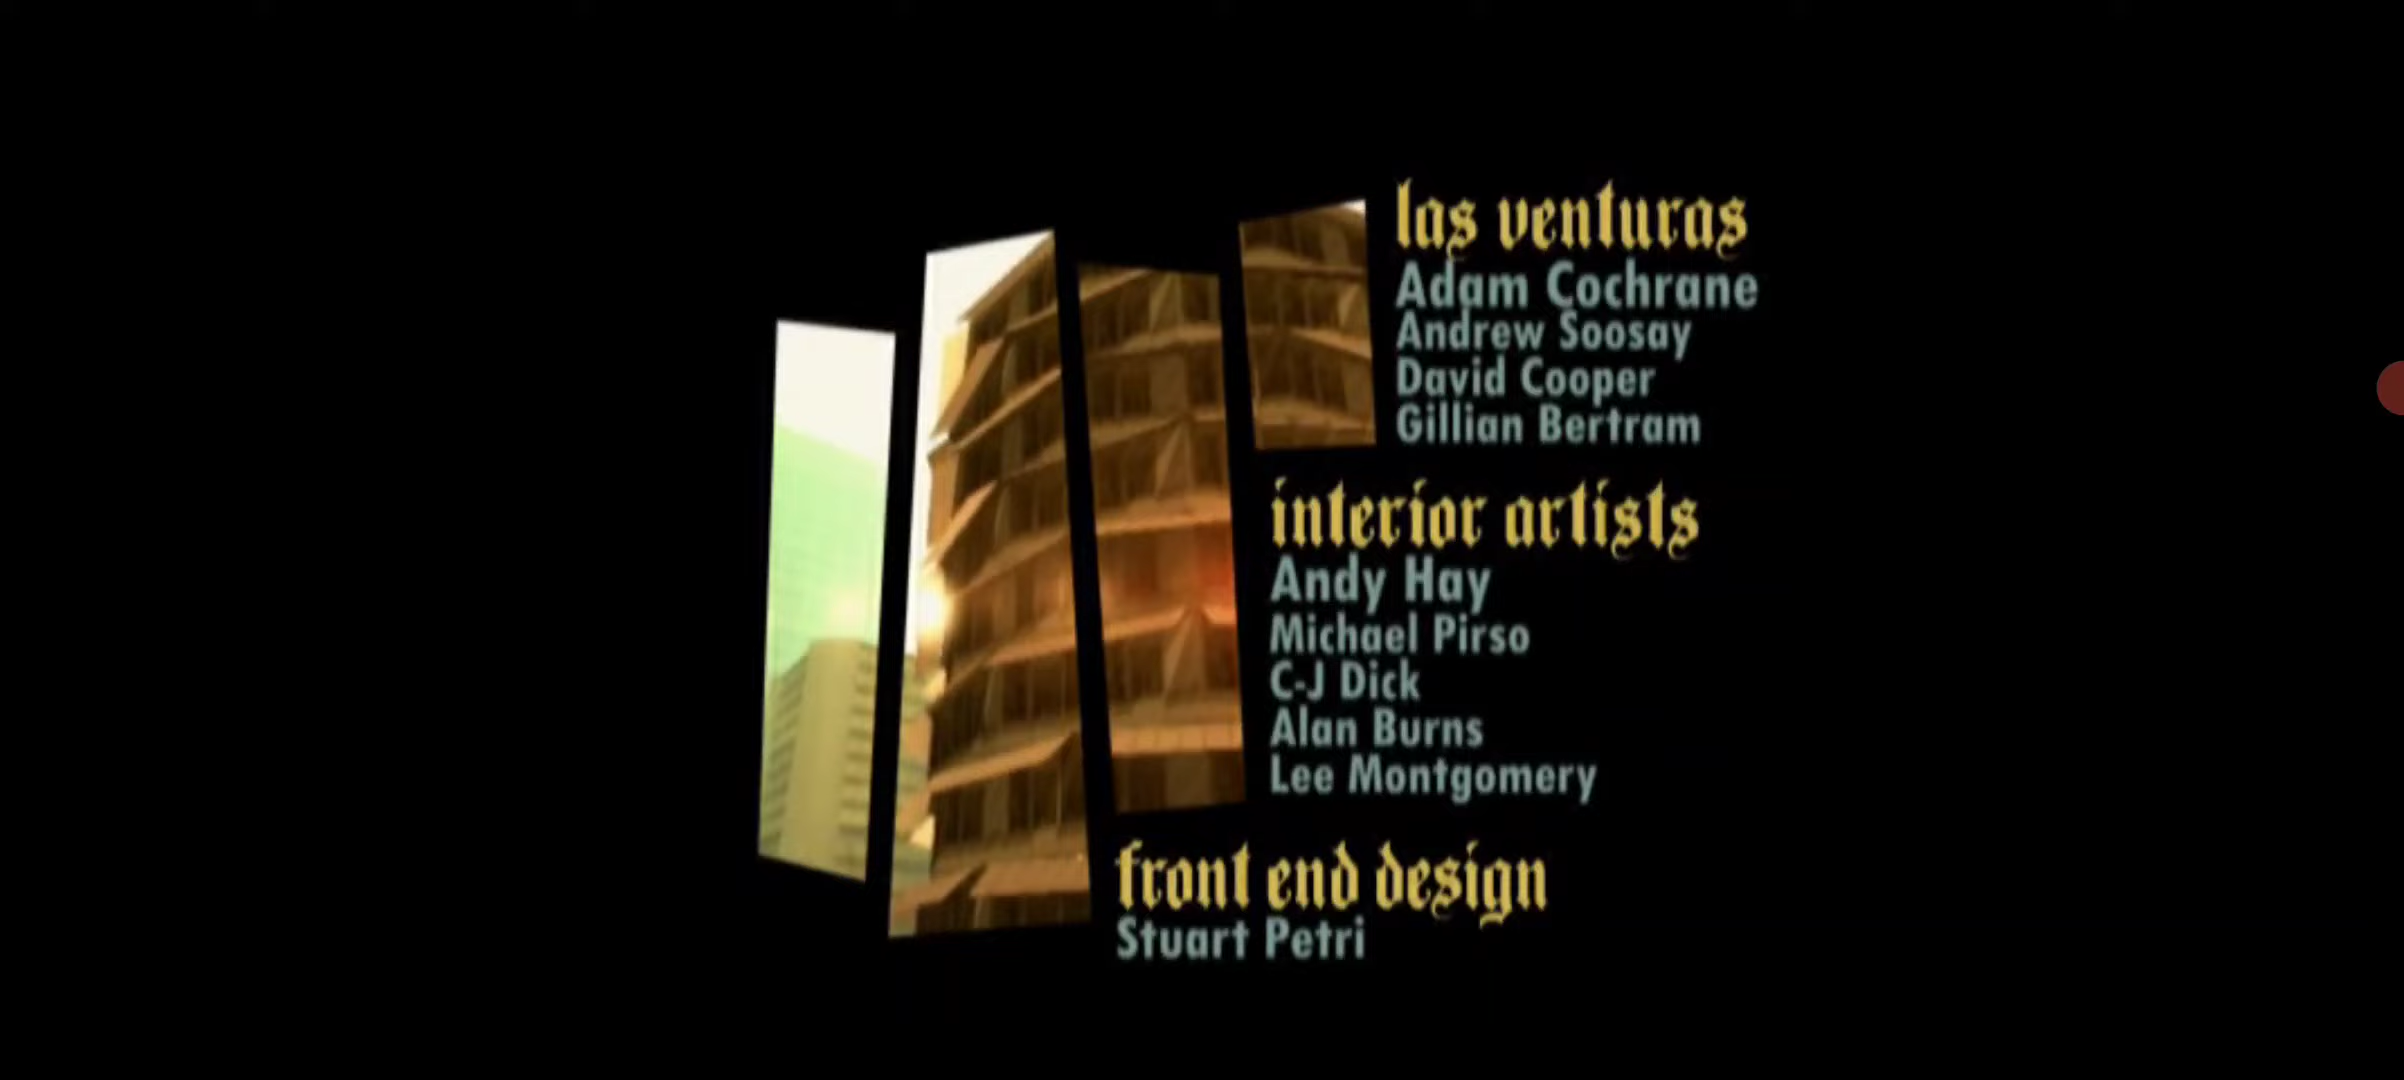 las venturas
Adam Cochrane
Andrew Soosay
David Cooper
Gillian Bertram
interior artists
Andy Hay
Michael Pirso
C-J Dick
Alan Burns
Lee Montgomery
front end design
Stuart Petri